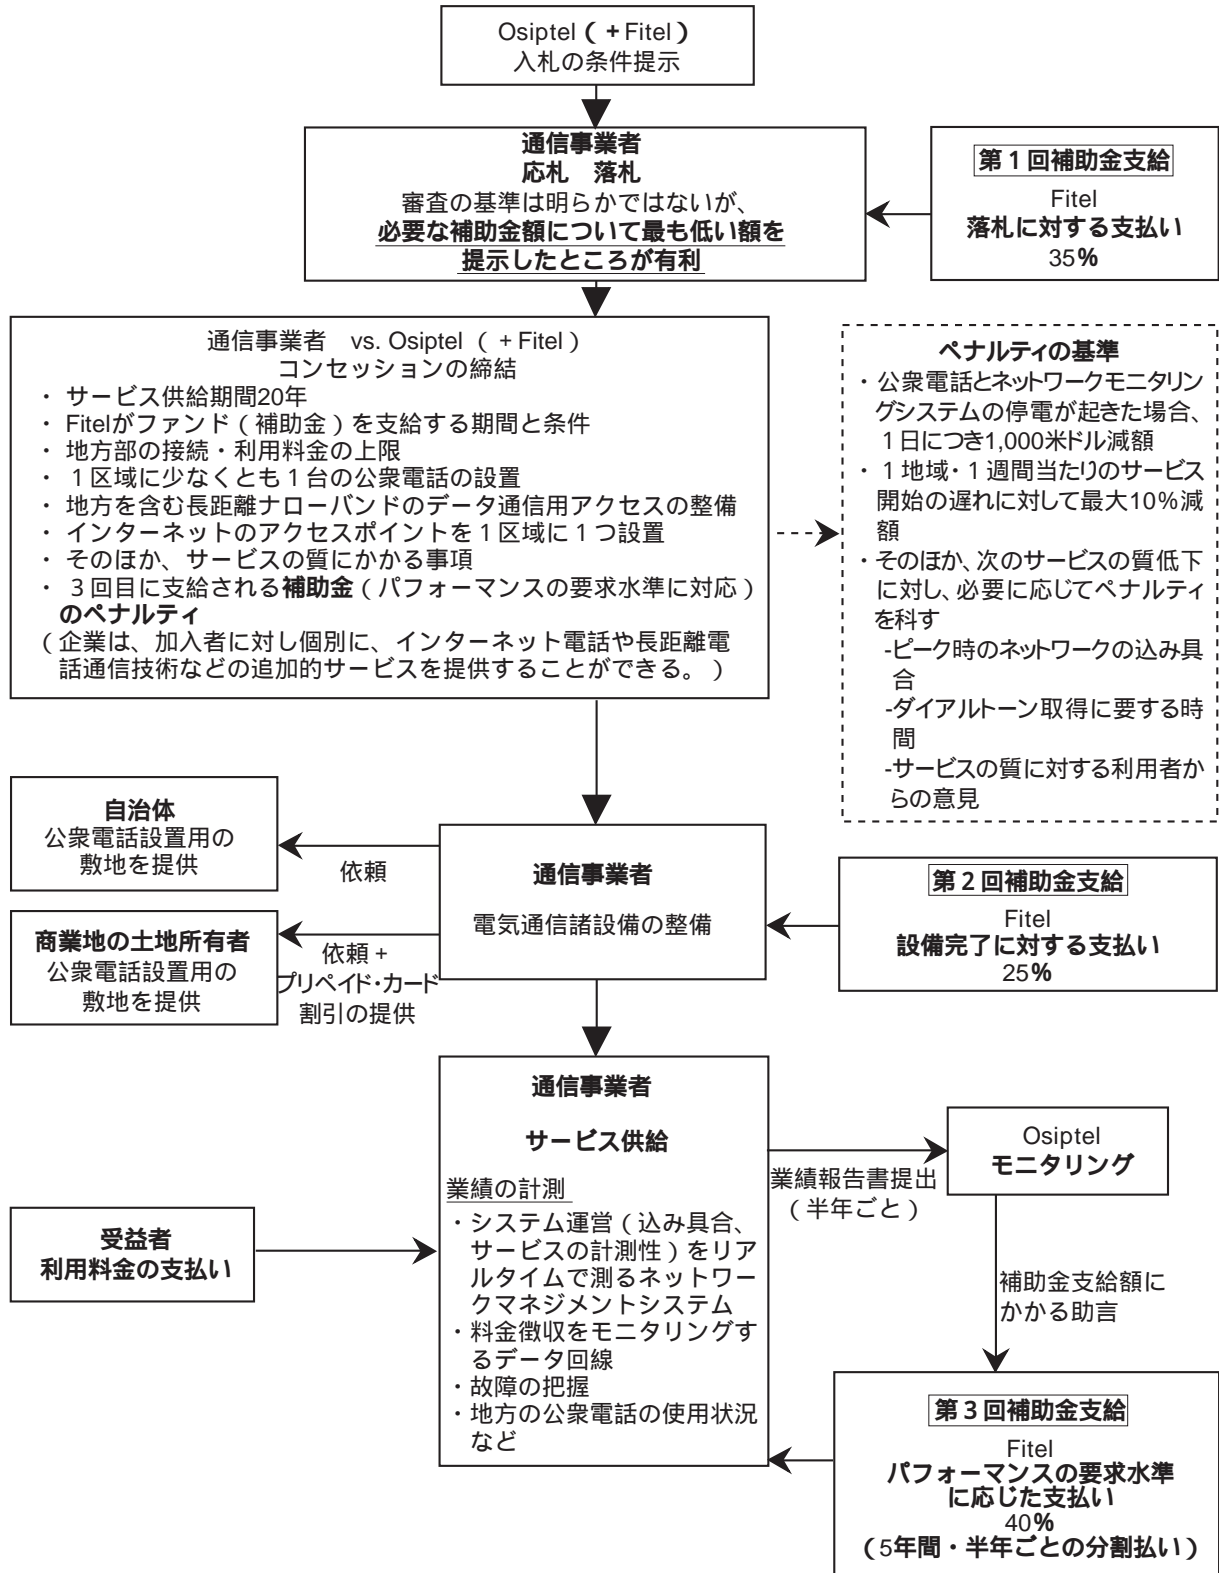 Osiptel（＋Fitel）
入札の条件提示
通信事業者
応札　落札
審査の基準は明らかではないが、
必要な補助金額について最も低い額を
提示したところが有利
第１回補助金支給
Fitel
落札に対する支払い
35％
通信事業者　vs. Osiptel （＋Fitel）
コンセッションの締結
・ サービス供給期間20年
・ Fitelがファンド（補助金）を支給する期間と条件
・ 地方部の接続・利用料金の上限
・ １区域に少なくとも１台の公衆電話の設置
・ 地方を含む長距離ナローバンドのデータ通信用アクセスの整備
・ インターネットのアクセスポイントを１区域に１つ設置
・ そのほか、サービスの質にかかる事項
・ ３回目に支給される補助金（パフォーマンスの要求水準に対応）
のペナルティ
（企業は、加入者に対し個別に、インターネット電話や長距離電
話通信技術などの追加的サービスを提供することができる。）
ペナルティの基準
・公衆電話とネットワークモニタリン
グシステムの停電が起きた場合、
１日につき1,000米ドル減額
・１地域・１週間当たりのサービス
開始の遅れに対して最大10％減
額
・そのほか、次のサービスの質低下
に対し、必要に応じてペナルティ
を科す
-ピーク時のネットワークの込み具
合
-ダイアルトーン取得に要する時
間
-サービスの質に対する利用者か
らの意見
自治体
公衆電話設置用の
敷地を提供
依頼
通信事業者
電気通信諸設備の整備
第２回補助金支給
Fitel
設備完了に対する支払い
25％
商業地の土地所有者
公衆電話設置用の
敷地を提供
依頼＋
プリペイド・カード
割引の提供
通信事業者
サービス供給
業績の計測
・システム運営（込み具合、
サービスの計測性）をリア
ルタイムで測るネットワー
クマネジメントシステム
・料金徴収をモニタリングす
るデータ回線
・故障の把握
・地方の公衆電話の使用状況
など
業績報告書提出
（半年ごと）
Osiptel
モニタリング
受益者
利用料金の支払い
補助金支給額に
かかる助言
第３回補助金支給
Fitel
パフォーマンスの要求水準
に応じた支払い
40％
（5年間・半年ごとの分割払い）